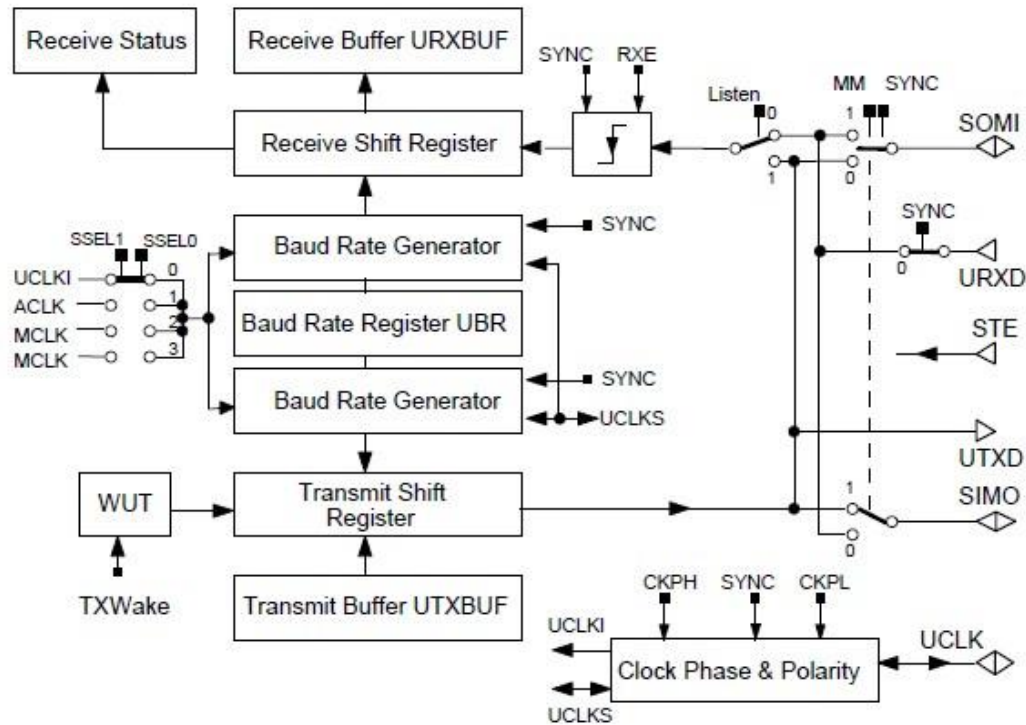 Receive Status
Receive Buffer URXBUF
SYNC RXE
Listen
0
MM SYNC
1
SOMI
Receive Shift Register
1
0
SYNC
Baud Rate Generator
SYNC
SSEL1 SSEL0
0
URXD
UCLKI
0
ACLK
1
Baud Rate Register UBR
STE
MCLK
2
MCLK
3
SYNC
Baud Rate Generator
UCLKS
UTXD
WUT
Transmit Shift
Register
1
SIMO
0
TXWake
Transmit Buffer UTXBUF
CKPH SYNC CKPL
UCLKI
UCLK
Clock Phase & Polarity
UCLKS